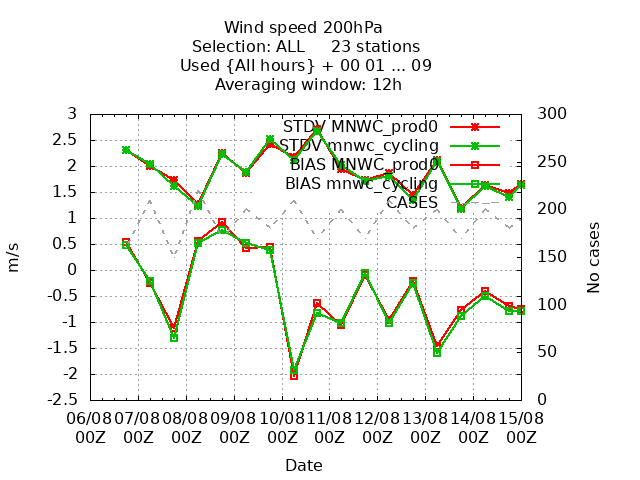 Wind speed 200hPa
Selection: ALL     23 stations
Used {All hours} + 00 01 ... 09
Averaging window: 12h
3
2.5
2
1.5
1
0.5
0
-0.5
-1
-1.5
-2
-2.5
m/s
300
250
200
150
100
50
0
No cases
STDV MNWC_prod0
STDV mnwc_cycling
BIAS MNWC_prod0
BIAS mnwc_cycling
CASES
06/08 07/08 08/08 09/08 10/08 11/08 12/08 13/08 14/08 15/08
00Z 00Z 00Z 00Z 00Z 00Z 00Z 00Z 00Z 00Z
Date